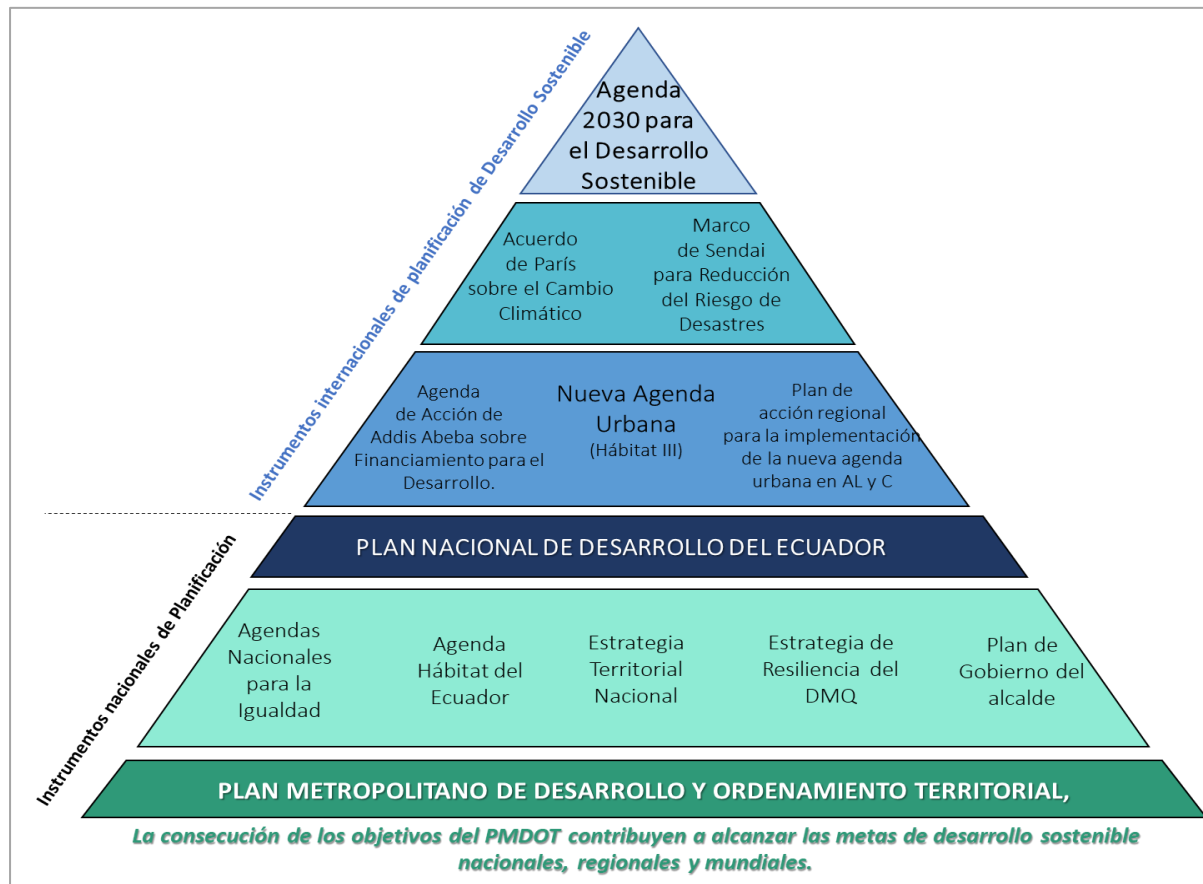 Instrumentos internacionales de planificación de Desarrollo Sostenible
Agenda
2030 para
el Desarrollo
Sostenible
Acuerdo
de París
sobre el Cambio
Climático
Marco
de Sendai
para Reducción
del Riesgo de
Desastres
Agenda
de Acción de
Addis Abeba sobre
Financiamiento para el
Desarrollo.
Nueva Agenda
Urbana
(Hábitat III)
Plan de
acción regional
para la implementación
de la nueva agenda
urbana en AL y C
Instrumentos nacionales de Planificación
PLAN NACIONAL DE DESARROLLO DEL ECUADOR
Agendas
Nacionales
para la
Igualdad
Agenda
Hábitat del
Ecuador
Estrategia
Territorial
Nacional
Estrategia de
Resiliencia del
DMQ
Plan de
Gobierno del
alcalde
PLAN METROPOLITANO DE DESARROLLO Y ORDENAMIENTO TERRITORIAL,
La consecución de los objetivos del PMDOT contribuyen a alcanzar las metas de desarrollo sostenible
nacionales, regionales y mundiales.